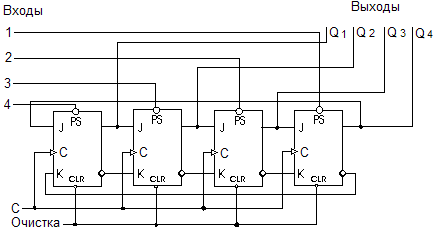 Входы
Выходы
1
Q 1 Q 2 Q 3 Q 4
2
3
4
PS PS PS PS
J J J J
C C C C
K K K K
CLR CLR CLR CLR
C
Очистка